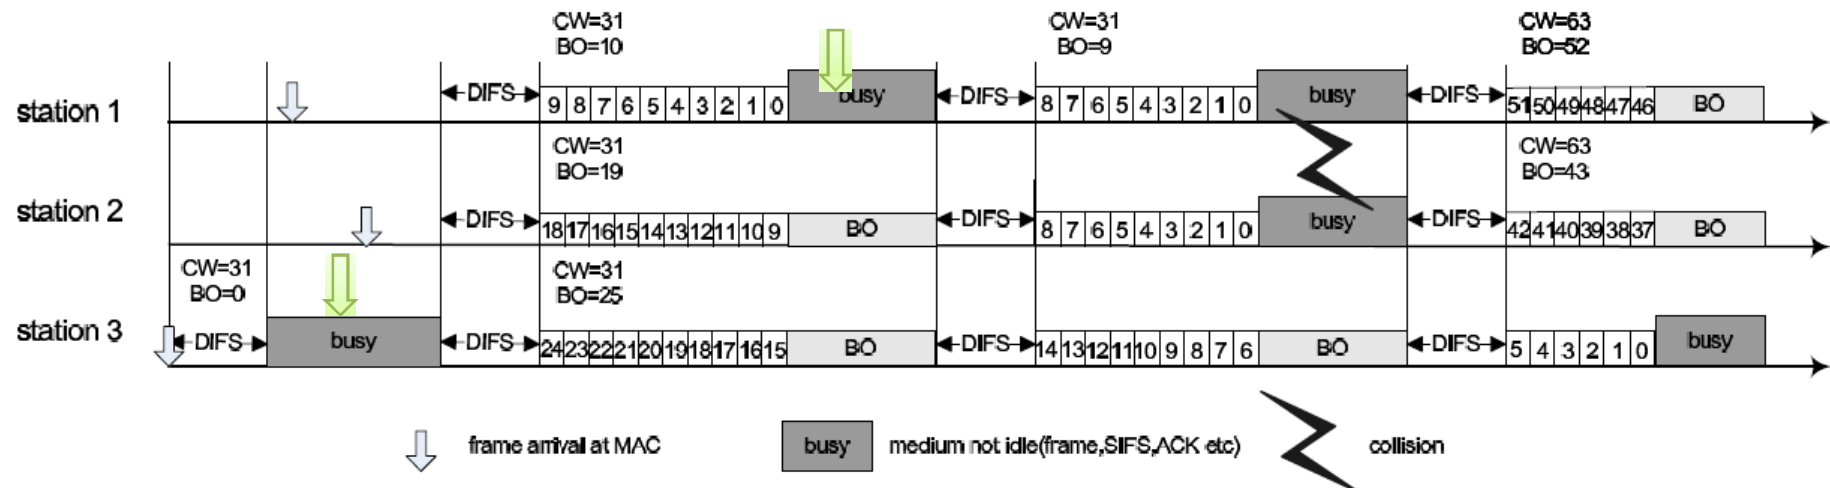 CW=31
BO=10
CW=31
BO=9
CW=63
BO=52
station 1
DIFS 9 8 7 6 5 4 3 2 1 0 busy DIFS 8 7 6 5 4 3 2 1 0 busy DIFS 51 50 49 48 47 46 BO
CW=31
BO=19
CW=63
BO=43
station 2
DIFS 18 17 16 15 14 13 12 11 10 9 BO DIFS 8 7 6 5 4 3 2 1 0 busy DIFS 42 41 40 39 38 37 BO
CW=31
BO=0
CW=31
BO=25
station 3
DIFS busy DIFS 24 23 22 21 20 19 18 17 16 15 BO DIFS 14 13 12 11 10 9 8 7 6 BO DIFS 5 4 3 2 1 0 busy
frame arrival at MAC
busy
medium not idle(frame,SIFS,ACK etc)
collision